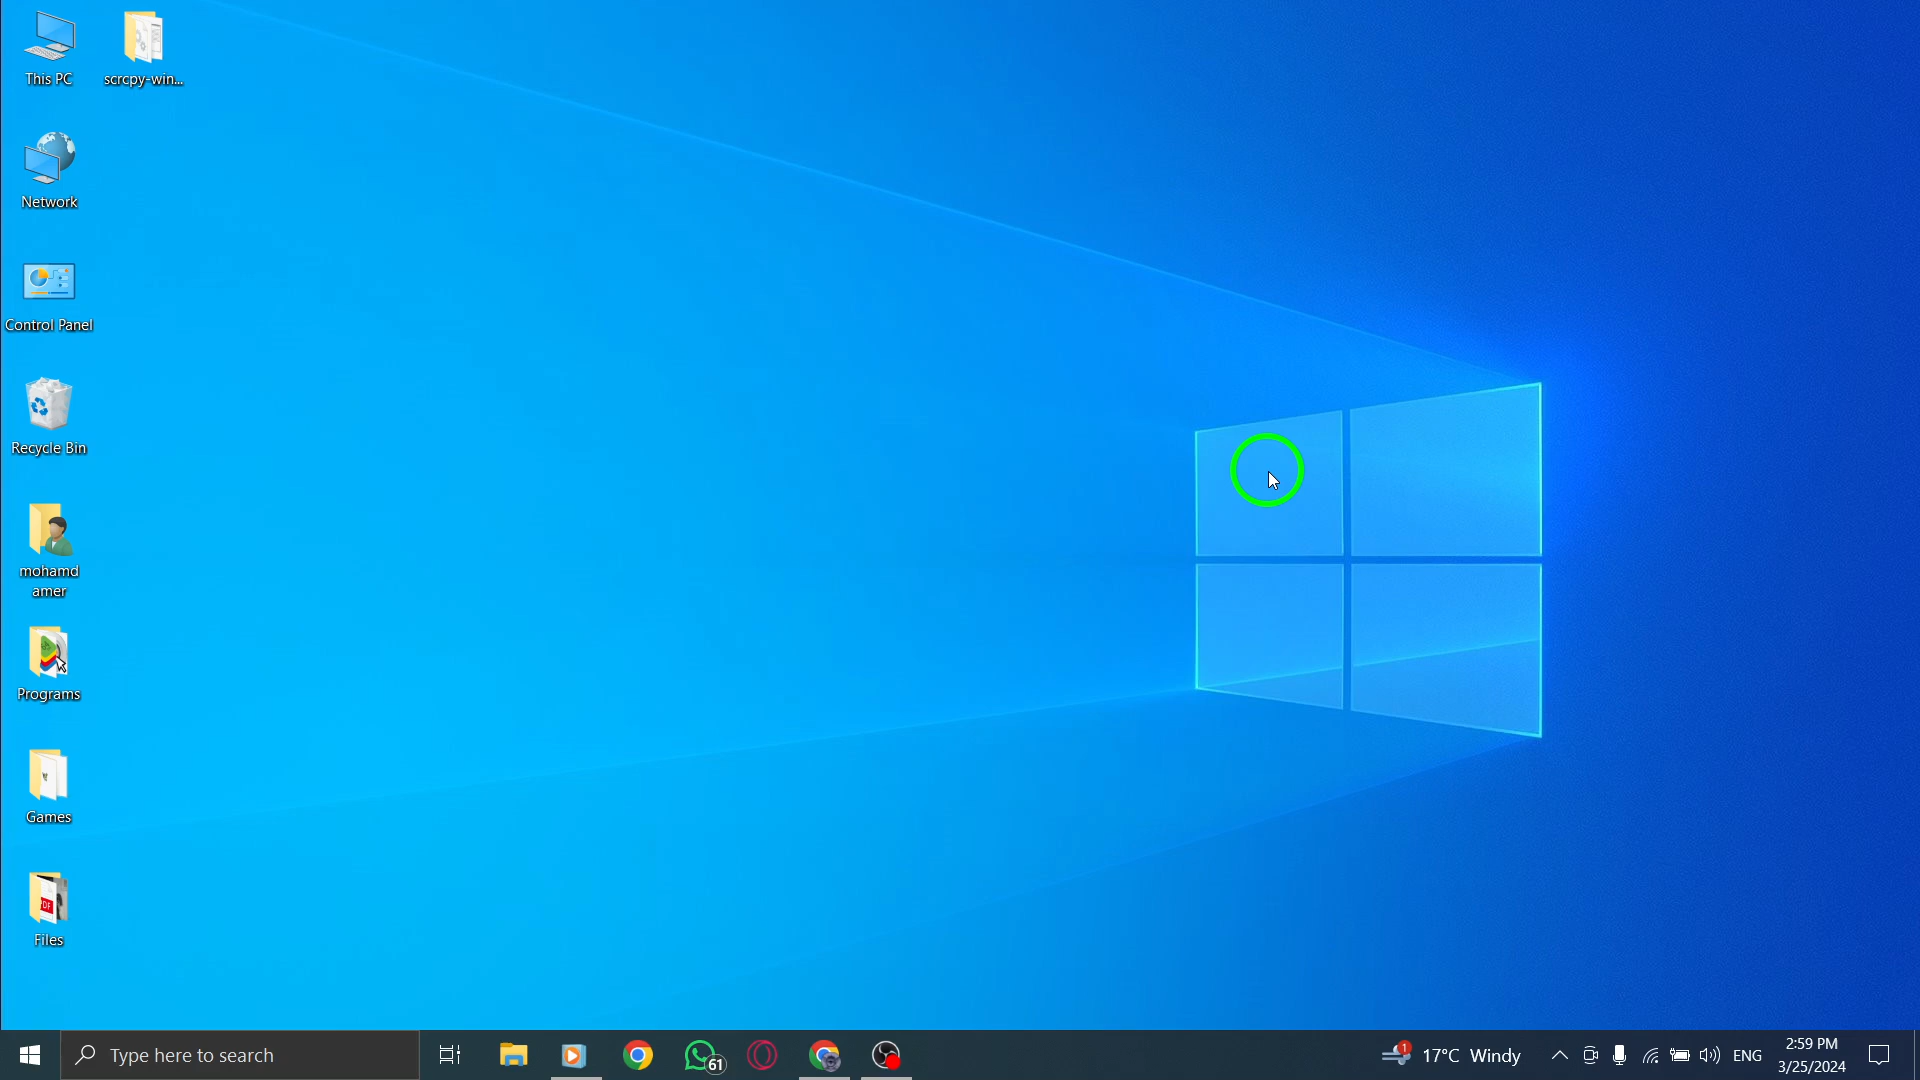 This PC
scrcpy-win...
Network
Control Panel
Recycle Bin
mohamd
amer
Programs
Games
PDF
Files
Type here to search
61
1
17°C Windy
ENG
2:59 PM
3/25/2024